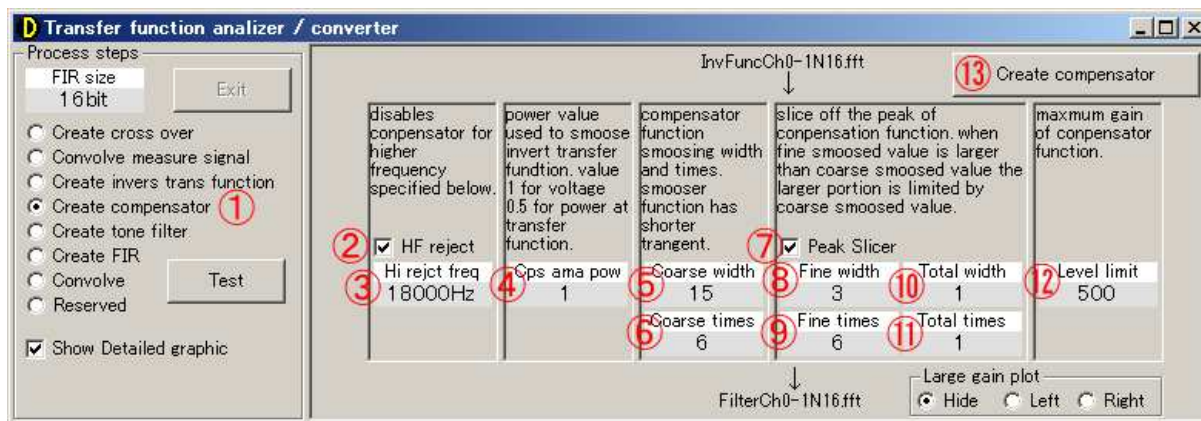 D Transfer function analizer / converter
Process steps
FIR size
16bit
Exit
Create cross over
Convolve measure signal
Create invers trans function
Create compensator ①
Create tone filter
Create FIR
Convolve
Reserved
Test
Show Detailed graphic
InvFuncCh0-1N16.fft
↓
⑬ Create compensator
disables
conpensator for
higher
frequency
specified below.
② HF reject
③ Hi rejct freq
18000Hz
power value
used to smoose
invert transfer
fundtion. value
1 for voltage
0.5 for power at
transfer
function.
④ Cps ama pow
1
compensator
function
smoosing width
and times.
smooser
function has
shorter
trangent.
⑤ Coarse width
15
⑥ Coarse times
6
slice off the peak of
conpensation function. when
fine smoosed value is larger
than coarse smoosed value the
larger portion is limited by
coarse smoosed value.
⑦ Peak Slicer
⑧ Fine width
3
⑨ Fine times
6
⑩ Total width
1
⑪ Total times
1
maxmum gain
of conpensator
function.
⑫ Level limit
500
↓
FilterCh0-1N16.fft
Large gain plot
Hide Left Right